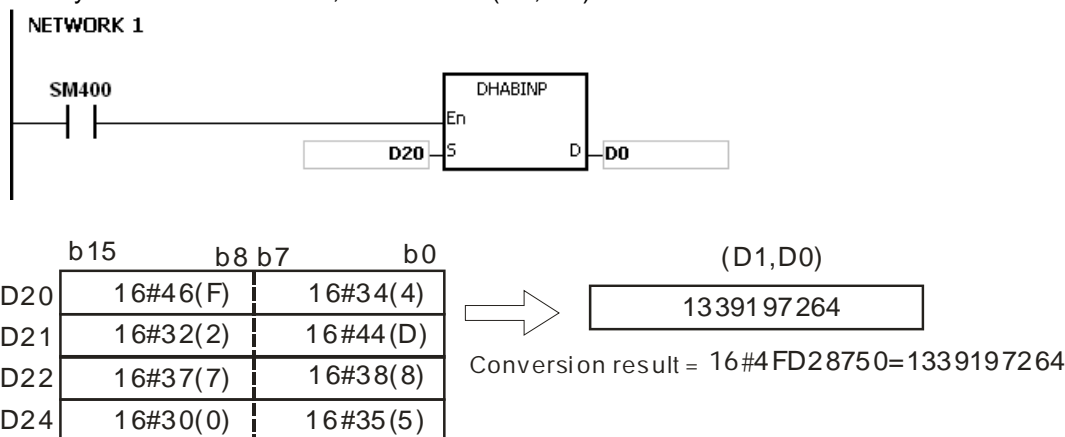 NETWORK 1
SM400
DHABINP
En
D20 S D D0
b15 b8 b7 b0
(D1,D0)
D20 16#46(F) 16#34(4)
1339197264
D21 16#32(2) 16#44(D)
Conversion result = 16#4FD28750=1339197264
D22 16#37(7) 16#38(8)
D24 16#30(0) 16#35(5)